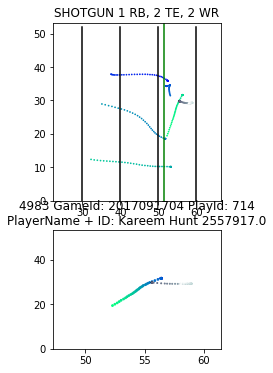 SHOTGUN 1 RB, 2 TE, 2 WR
50
40
30
20
10
0
30 40 50 60
4983 GameId: 2017091704 PlayId: 714
PlayerName + ID: Kareem Hunt 2557917.0
40
20
0
50 55 60